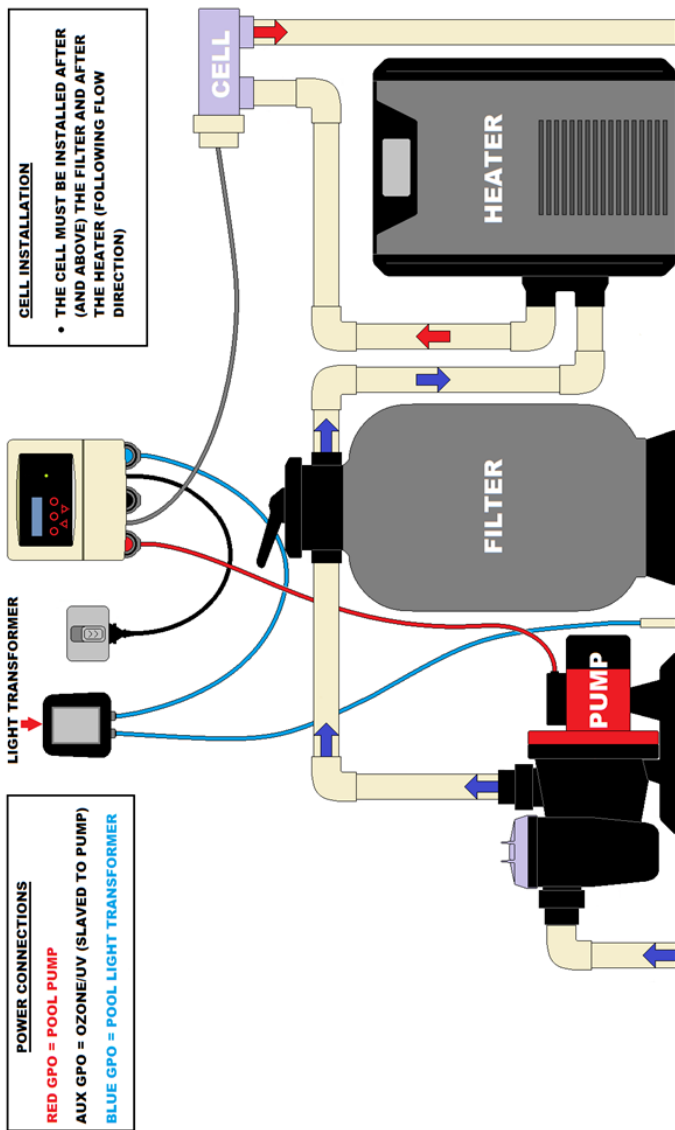 POWER CONNECTIONS
RED GPO = POOL PUMP
AUX GPO = OZONE/UV (SLAVED TO PUMP)
BLUE GPO = POOL LIGHT TRANSFORMER
LIGHT TRANSFORMER
CELL INSTALLATION
• THE CELL MUST BE INSTALLED AFTER
(AND ABOVE) THE FILTER AND AFTER
THE HEATER (FOLLOWING FLOW
DIRECTION)
CELL
PUMP
FILTER
HEATER